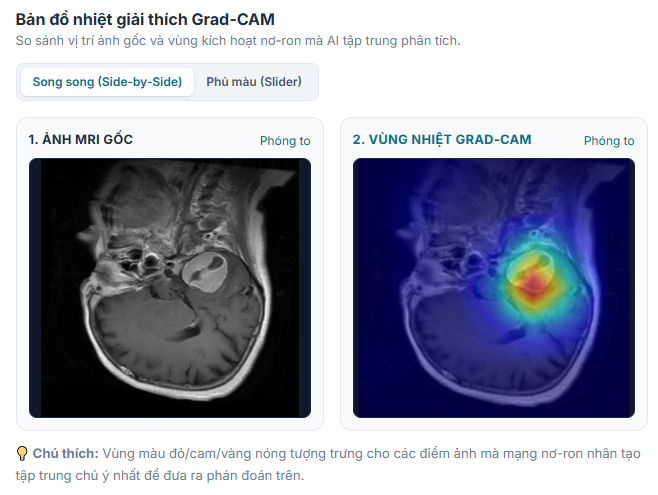 Bản đồ nhiệt giải thích Grad-CAM
So sánh vị trí ảnh gốc và vùng kích hoạt nơ-ron mà AI tập trung phân tích.
Song song (Side-by-Side) Phủ màu (Slider)
1. ẢNH MRI GỐC Phóng to
2. VÙNG NHIỆT GRAD-CAM Phóng to
Chú thích: Vùng màu đỏ/cam/vàng nóng tượng trưng cho các điểm ảnh mà mạng nơ-ron nhân tạo
tập trung chú ý nhất để đưa ra phán đoán trên.